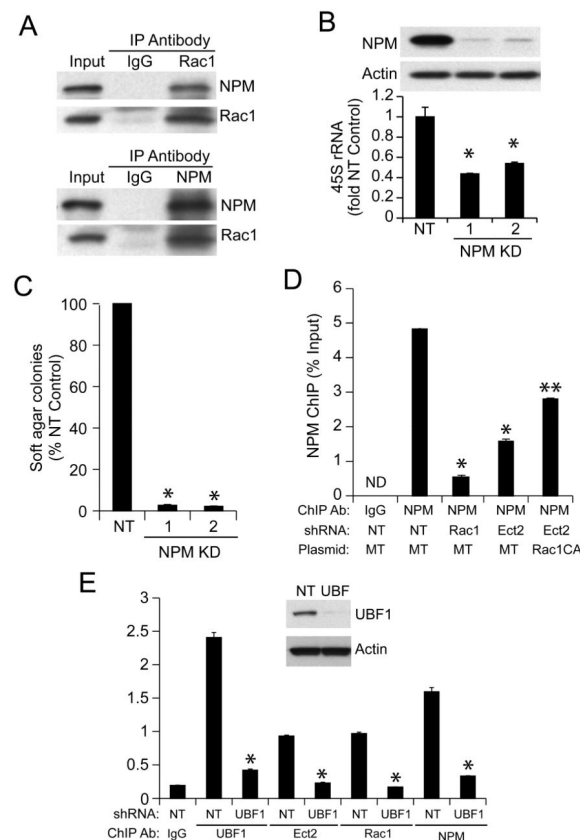 A
IP Antibody
Input IgG Rac1
NPM
Rac1
IP Antibody
Input IgG NPM
NPM
Rac1
B
NPM
Actin
45S rRNA
(fold NT Control)
1.2
1
0.8
0.6
0.4
0.2
0
* *
NT 1 2
NPM KD
C
Soft agar colonies
(% NT Control)
100
80
60
40
20
0
* *
NT 1 2
NPM KD
D
NPM ChIP (% Input)
6
5
4
3
2
1
0
ND * * **
ChIP Ab: IgG NPM NPM NPM NPM
shRNA: NT NT Rac1 Ect2 Ect2
Plasmid: MT MT MT MT Rac1CA
E
NT UBF
UBF1
Actin
3
2.5
2
1.5
1
0.5
0
* * * *
shRNA: NT NT UBF1 NT UBF1 NT UBF1 NT UBF1
ChIP Ab: IgG UBF1 Ect2 Rac1 NPM